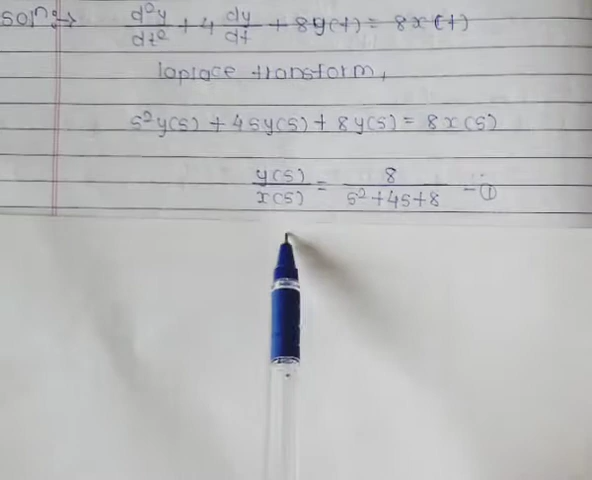 Soln:→ d²y/dt² + 4 dy/dt + 8y(t) = 8x(t)
laplace transform,
s²y(s) + 4sy(s) + 8y(s) = 8x(s)
y(s)/x(s) = 8/s²+4s+8 - ①